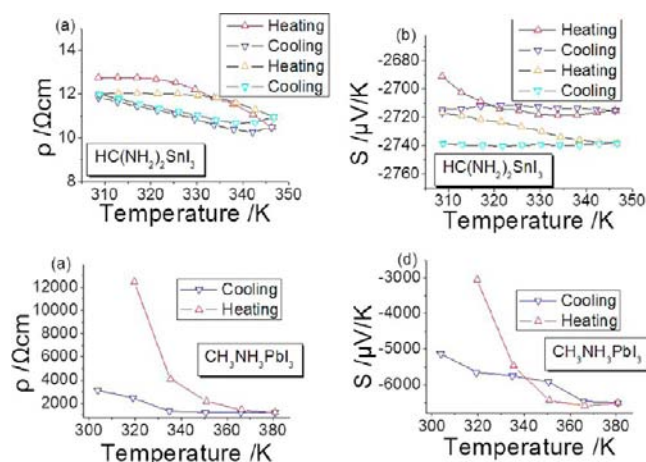 (a)
Heating
Cooling
Heating
Cooling
14
12
10
8
ρ /Ωcm
HC(NH2)2SnI3
310 320 330 340 350
Temperature /K
(b)
Heating
Cooling
Heating
Cooling
-2680
-2700
-2720
-2740
-2760
S /μV/K
HC(NH2)2SnI3
310 320 330 340 350
Temperature /K
(a)
Cooling
Heating
12000
10000
8000
6000
4000
2000
ρ /Ωcm
CH3NH3PbI3
300 320 340 360 380
Temperature /K
(d)
Cooling
Heating
-3000
-4000
-5000
-6000
S /μV/K
CH3NH3PbI3
300 320 340 360 380
Temperature /K